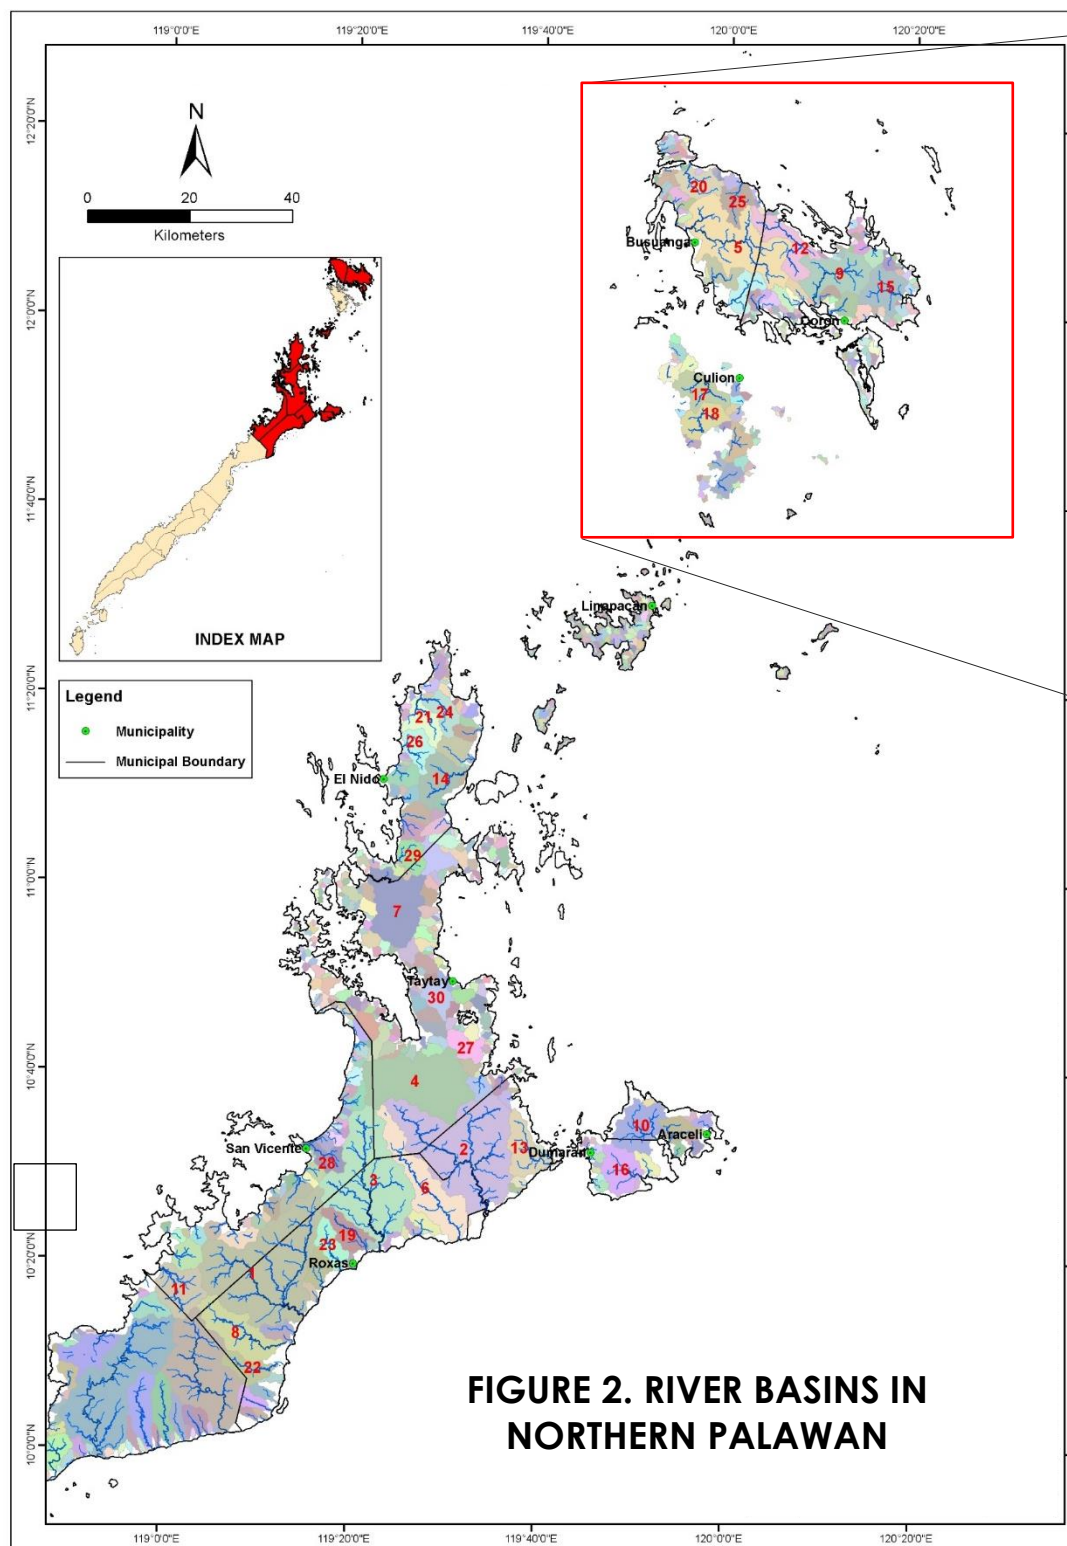 119°0'0"E
119°20'0"E
119°40'0"E
120°0'0"E
120°20'0"E
12°20'0"N
12°0'0"N
11°40'0"N
11°20'0"N
11°0'0"N
10°40'0"N
10°20'0"N
10°0'0"N
N
0
20
40
Kilometers
INDEX MAP
Legend
Municipality
Municipal Boundary
20
25
Busuanga
5
12
9
15
Coron
Culion
17
18
Linapacan
21
24
26
El Nido
14
29
7
Taytay
30
27
4
10
Araceli
2
13
Dumaran
San Vicente
28
3
16
6
19
23
Roxas
1
11
8
22
FIGURE 2. RIVER BASINS IN
NORTHERN PALAWAN
119°0'0"E
119°20'0"E
119°40'0"E
120°0'0"E
120°20'0"E